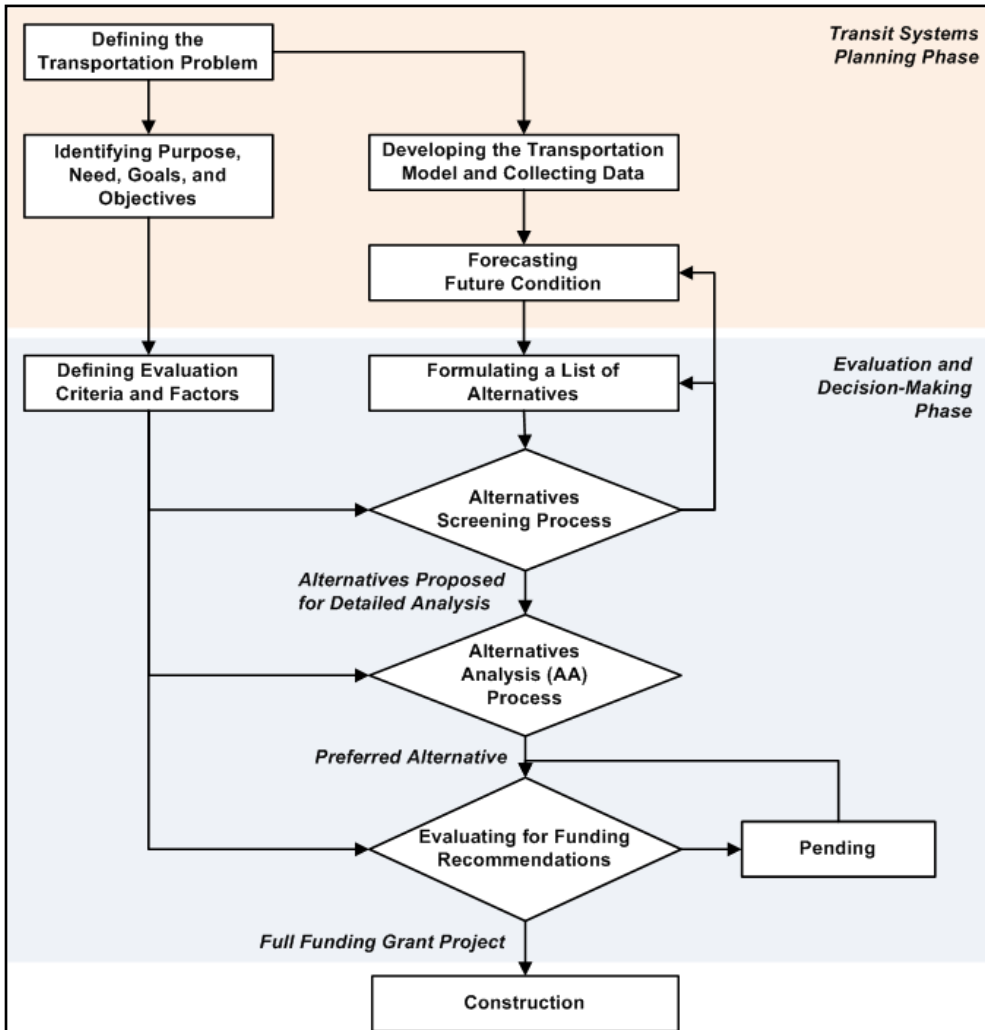 Defining the
Transportation Problem
Transit Systems
Planning Phase
Identifying Purpose,
Need, Goals, and
Objectives
Developing the Transportation
Model and Collecting Data
Forecasting
Future Condition
Defining Evaluation
Criteria and Factors
Formulating a List of
Alternatives
Evaluation and
Decision-Making
Phase
Alternatives
Screening Process
Alternatives Proposed
for Detailed Analysis
Alternatives
Analysis (AA)
Process
Preferred Alternative
Evaluating for Funding
Recommendations
Pending
Full Funding Grant Project
Construction